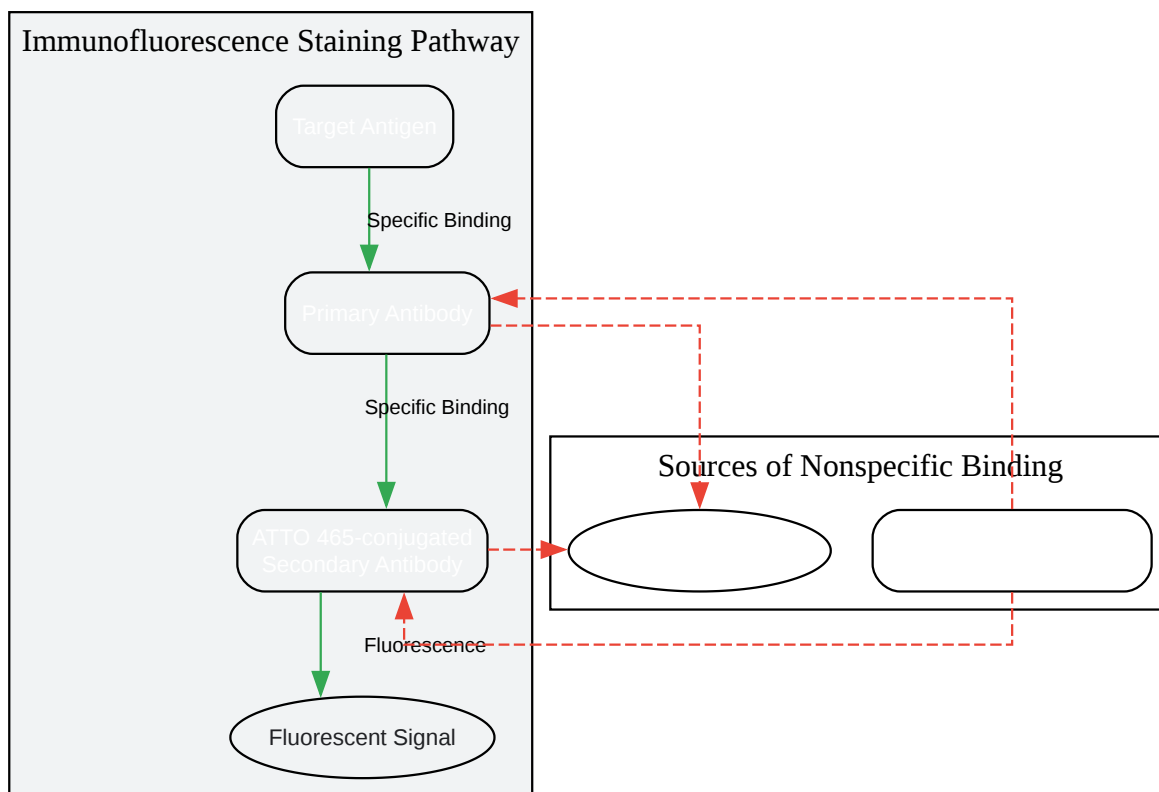 Immunofluorescence Staining Pathway
Target Antigen
Specific Binding
Primary Antibody
Specific Binding
Sources of Nonspecific Binding
ATTO 465-conjugated
Secondary Antibody
Fluorescence
Fluorescent Signal